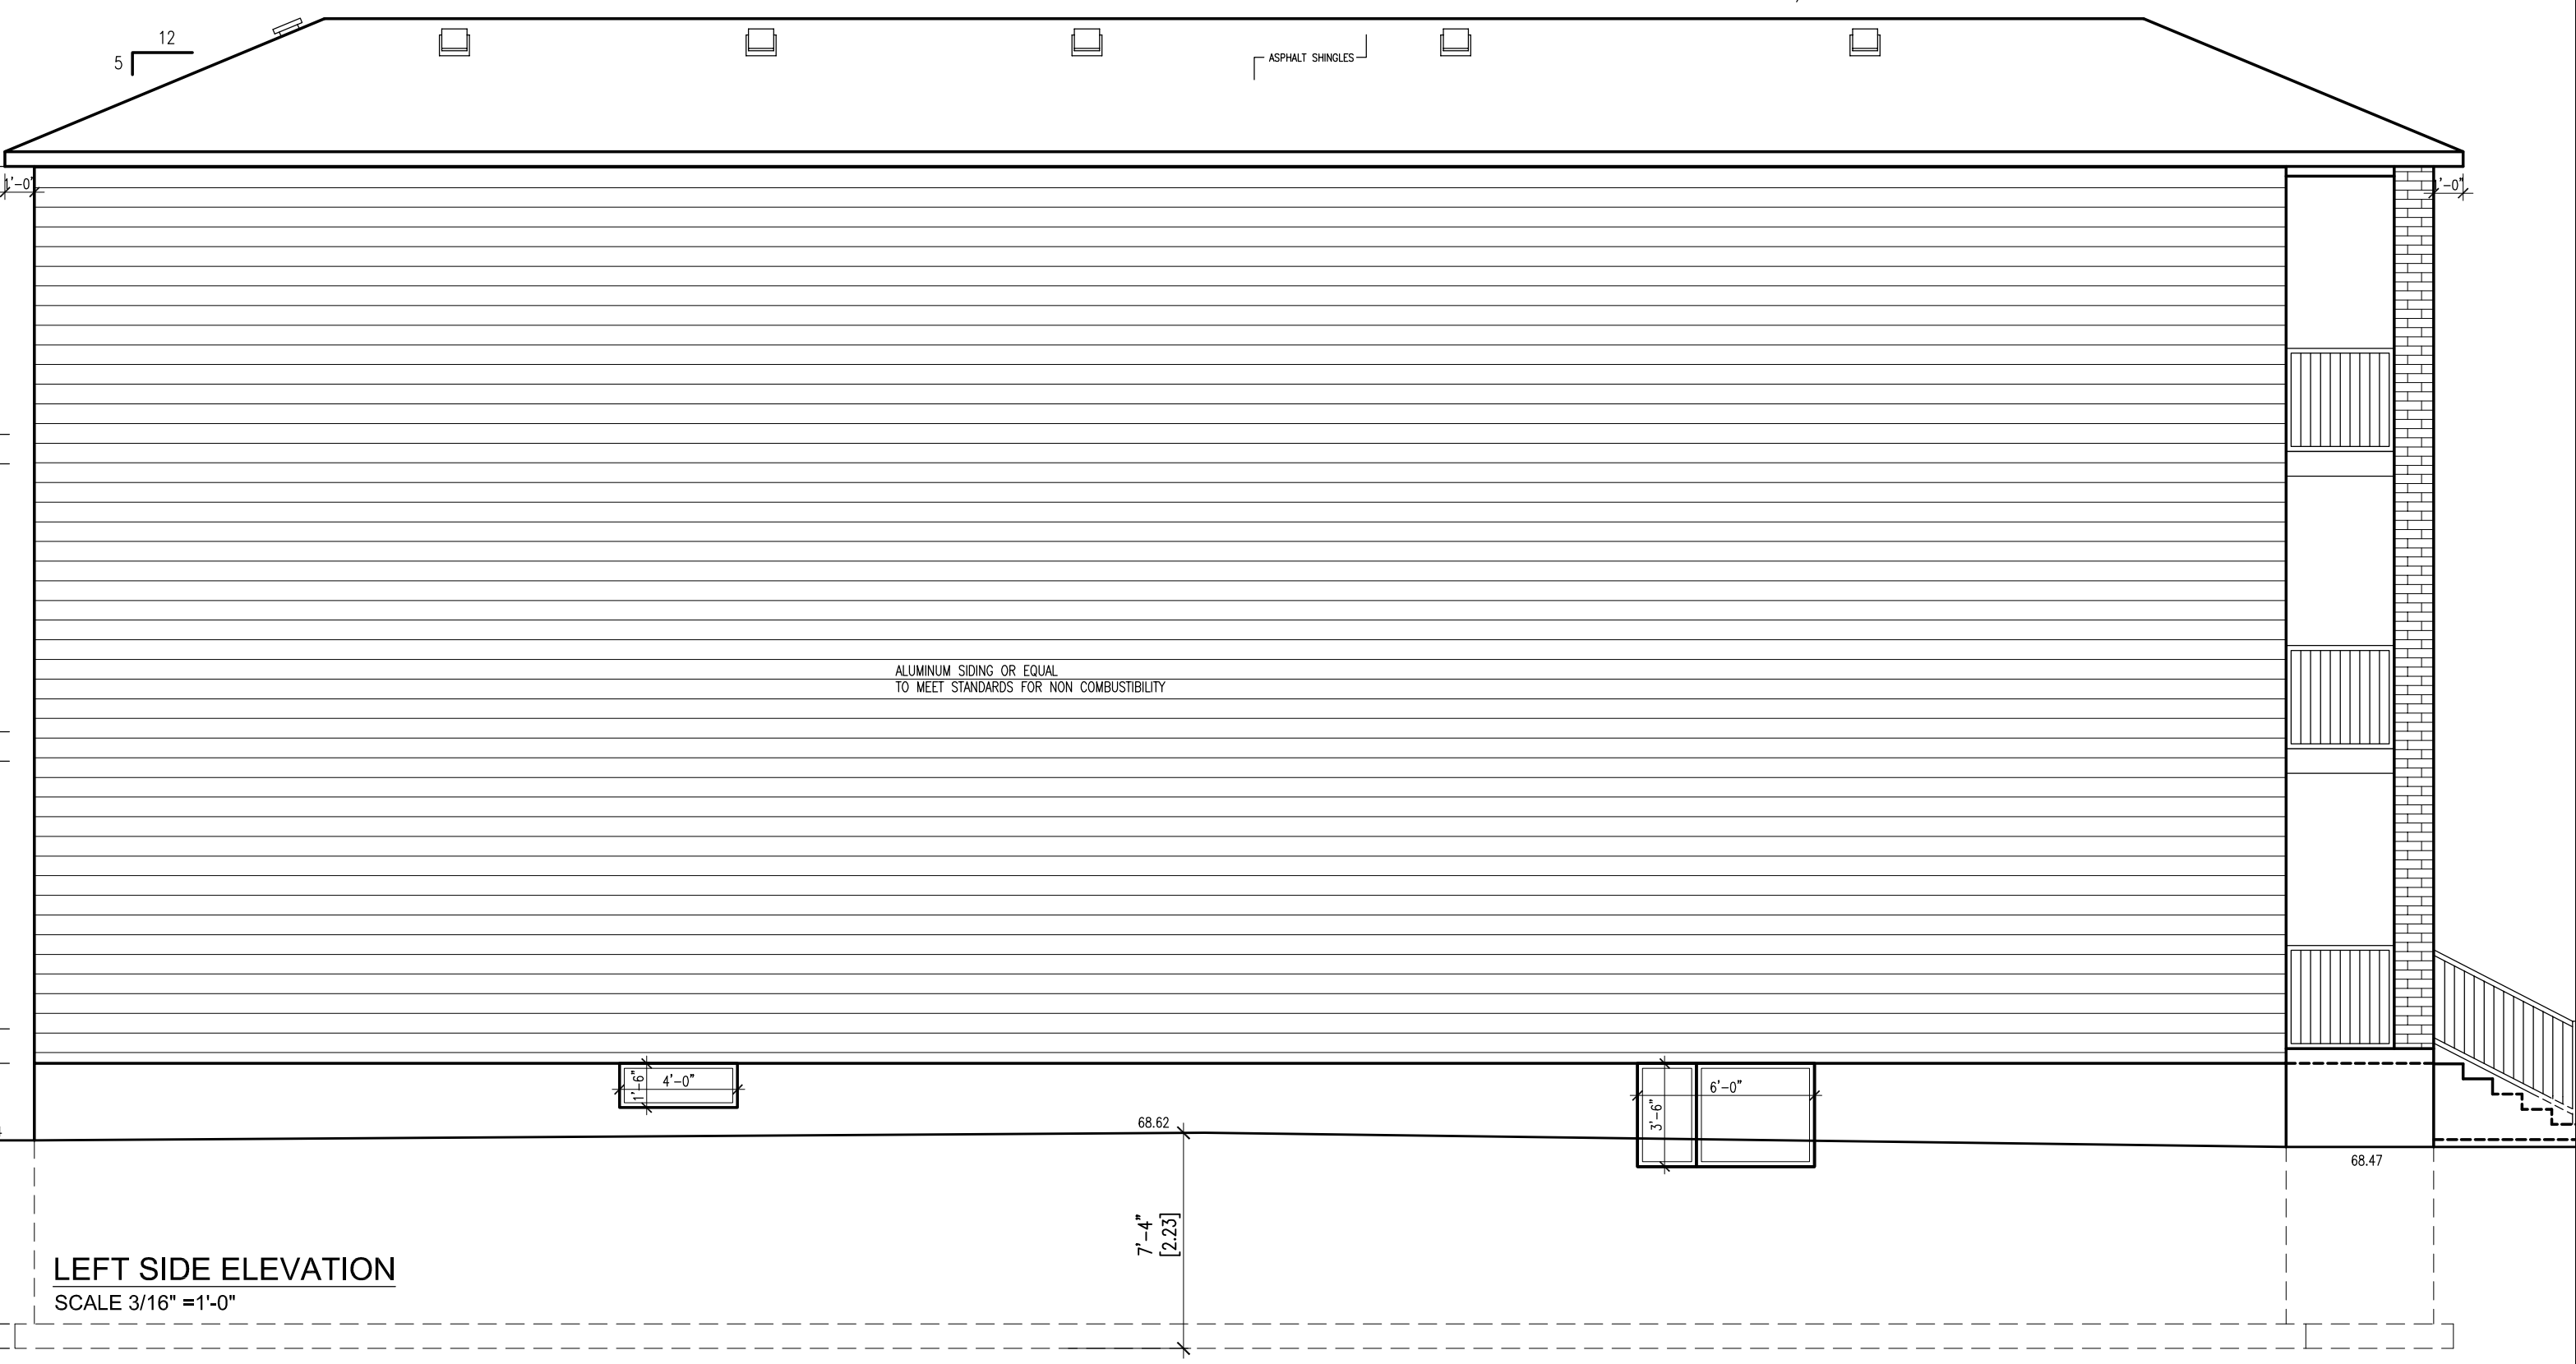 12
5
ASPHALT SHINGLES
1'-0"
1'-0"
ALUMINUM SIDING OR EQUAL
TO MEET STANDARDS FOR NON COMBUSTIBILITY
1'-6"
4'-0"
6'-0"
3'-6"
68.62
68.47
7'-4"
[2.23]
LEFT SIDE ELEVATION
SCALE 3/16" =1'-0"